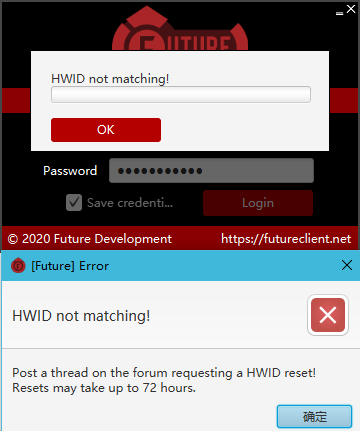 FUTURE
HWID not matching!
OK
Password
Save credenti...
Login
© 2020 Future Development
https://futureclient.net
[Future] Error
HWID not matching!
Post a thread on the forum requesting a HWID reset!
Resets may take up to 72 hours.
确定